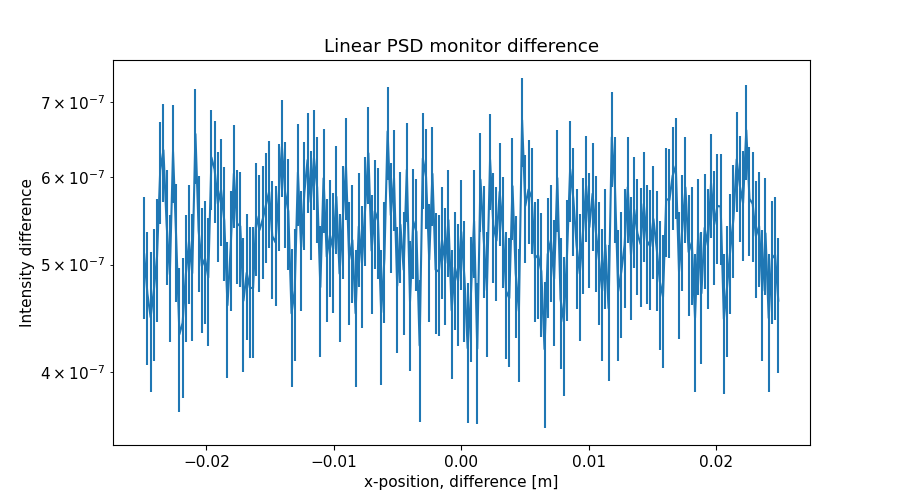 Linear PSD monitor difference
Intensity difference
7 × 10⁻⁷
6 × 10⁻⁷
5 × 10⁻⁷
4 × 10⁻⁷
−0.02 −0.01 0.00 0.01 0.02
x-position, difference [m]